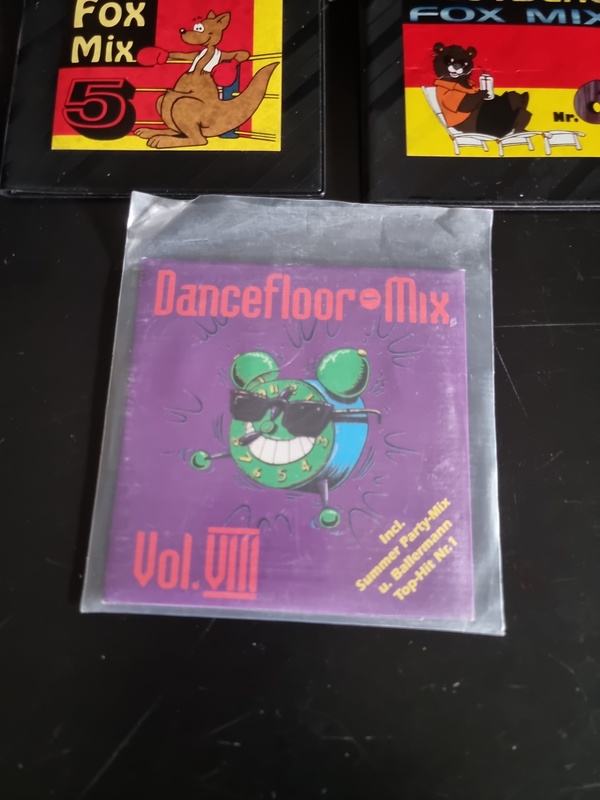 Fox
Mix
5
FOX MIX
Nr.
Dancefloor-Mix
Vol.VIII
Incl.
Summer Party-Mix
u. Ballermann
Top-Hit Nr.1